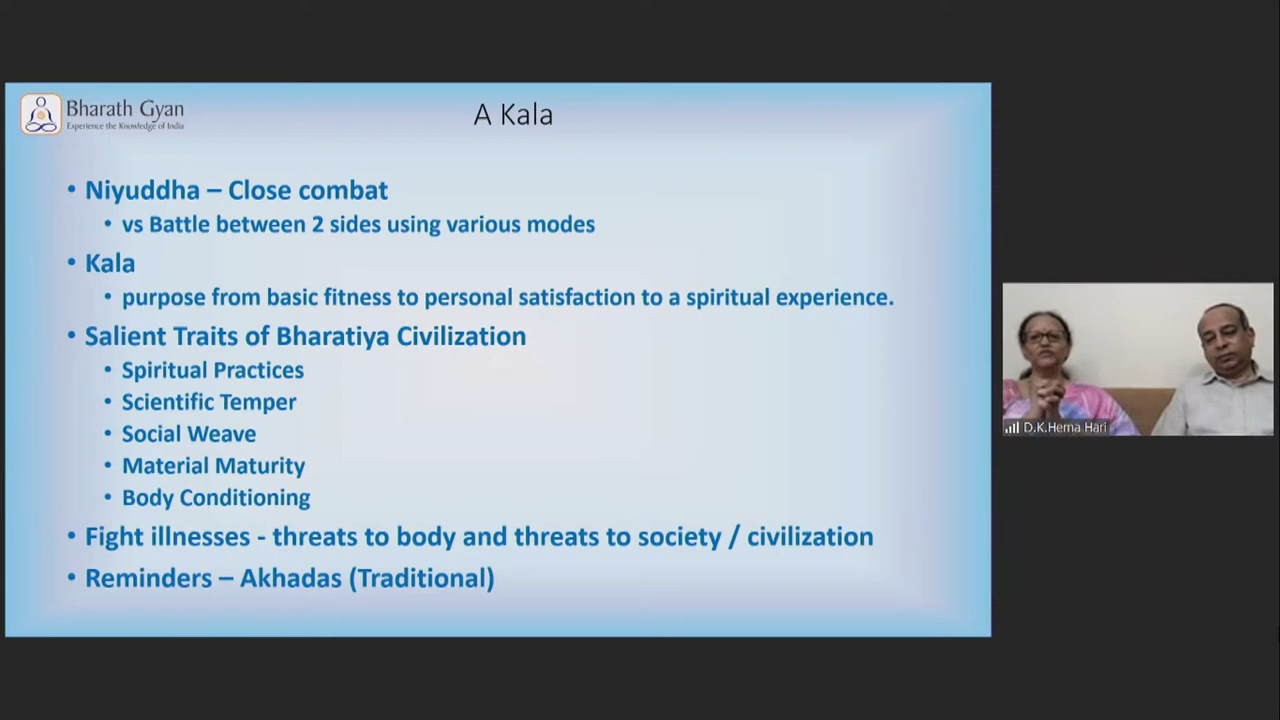 Bharath Gyan
Experience the Knowledge of India
A Kala
• Niyuddha – Close combat
• vs Battle between 2 sides using various modes
• Kala
• purpose from basic fitness to personal satisfaction to a spiritual experience.
• Salient Traits of Bharatiya Civilization
• Spiritual Practices
• Scientific Temper
• Social Weave
• Material Maturity
• Body Conditioning
• Fight illnesses - threats to body and threats to society / civilization
• Reminders – Akhadas (Traditional)
D.K.Hema Hari